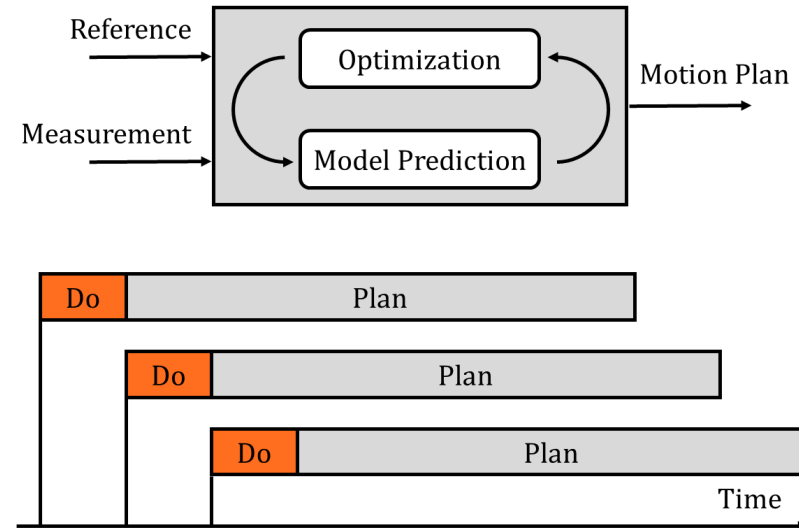 Reference
Optimization
Motion Plan
Measurement
Model Prediction
Do
Plan
Do
Plan
Do
Plan
Time